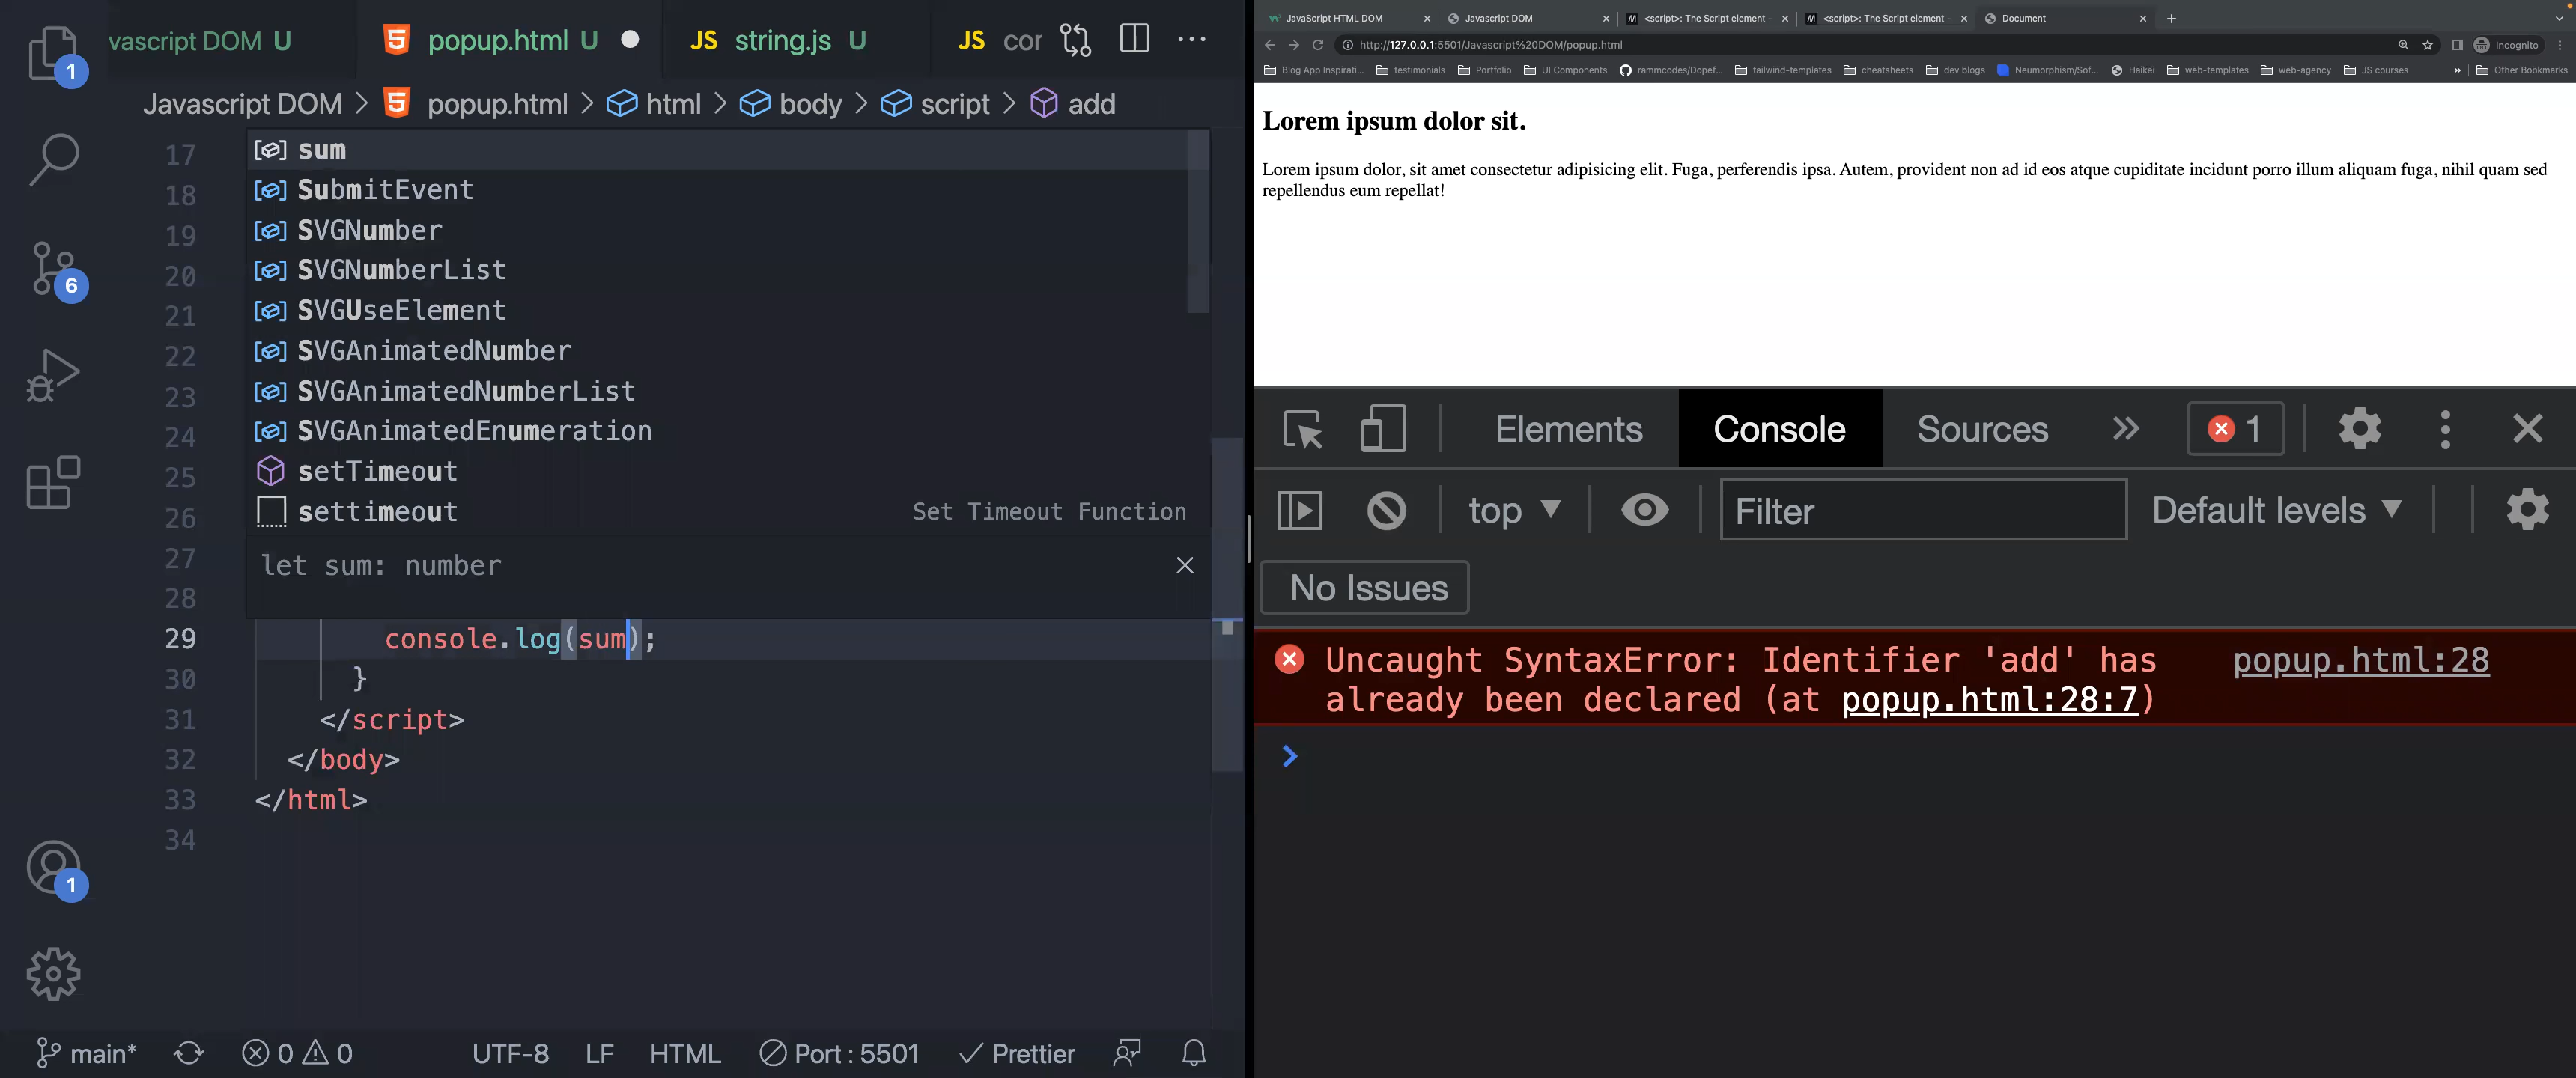 vascript DOM U
popup.html U
JS string.js U
JS cor
Javascript DOM > popup.html > html > body > script > add
17
18
19
20
21
22
23
24
25
26
27
28
29
30
31
32
33
34
sum
SubmitEvent
SVGNumber
SVGNumberList
SVGUseElement
SVGAnimatedNumber
SVGAnimatedNumberList
SVGAnimatedEnumeration
setTimeout
settimeout Set Timeout Function
let sum: number
console.log(sum);
}
</script>
</body>
</html>
1
6
1
main* 0 0 UTF-8 LF HTML Port : 5501 Prettier
JavaScript HTML DOM
Javascript DOM
<script>: The Script element -
<script>: The Script element -
Document
http://127.0.0.1:5501/Javascript%20DOM/popup.html
Incognito
Blog App Inspirati... testimonials Portfolio UI Components rammcodes/Dopef... tailwind-templates cheatsheets dev blogs Neumorphism/Sof... Haikei web-templates web-agency JS courses » Other Bookmarks
Lorem ipsum dolor sit.
Lorem ipsum dolor, sit amet consectetur adipisicing elit. Fuga, perferendis ipsa. Autem, provident non ad id eos atque cupiditate incidunt porro illum aliquam fuga, nihil quam sed
repellendus eum repellat!
Elements Console Sources » 1
top Filter Default levels
No Issues
Uncaught SyntaxError: Identifier 'add' has popup.html:28
already been declared (at popup.html:28:7)